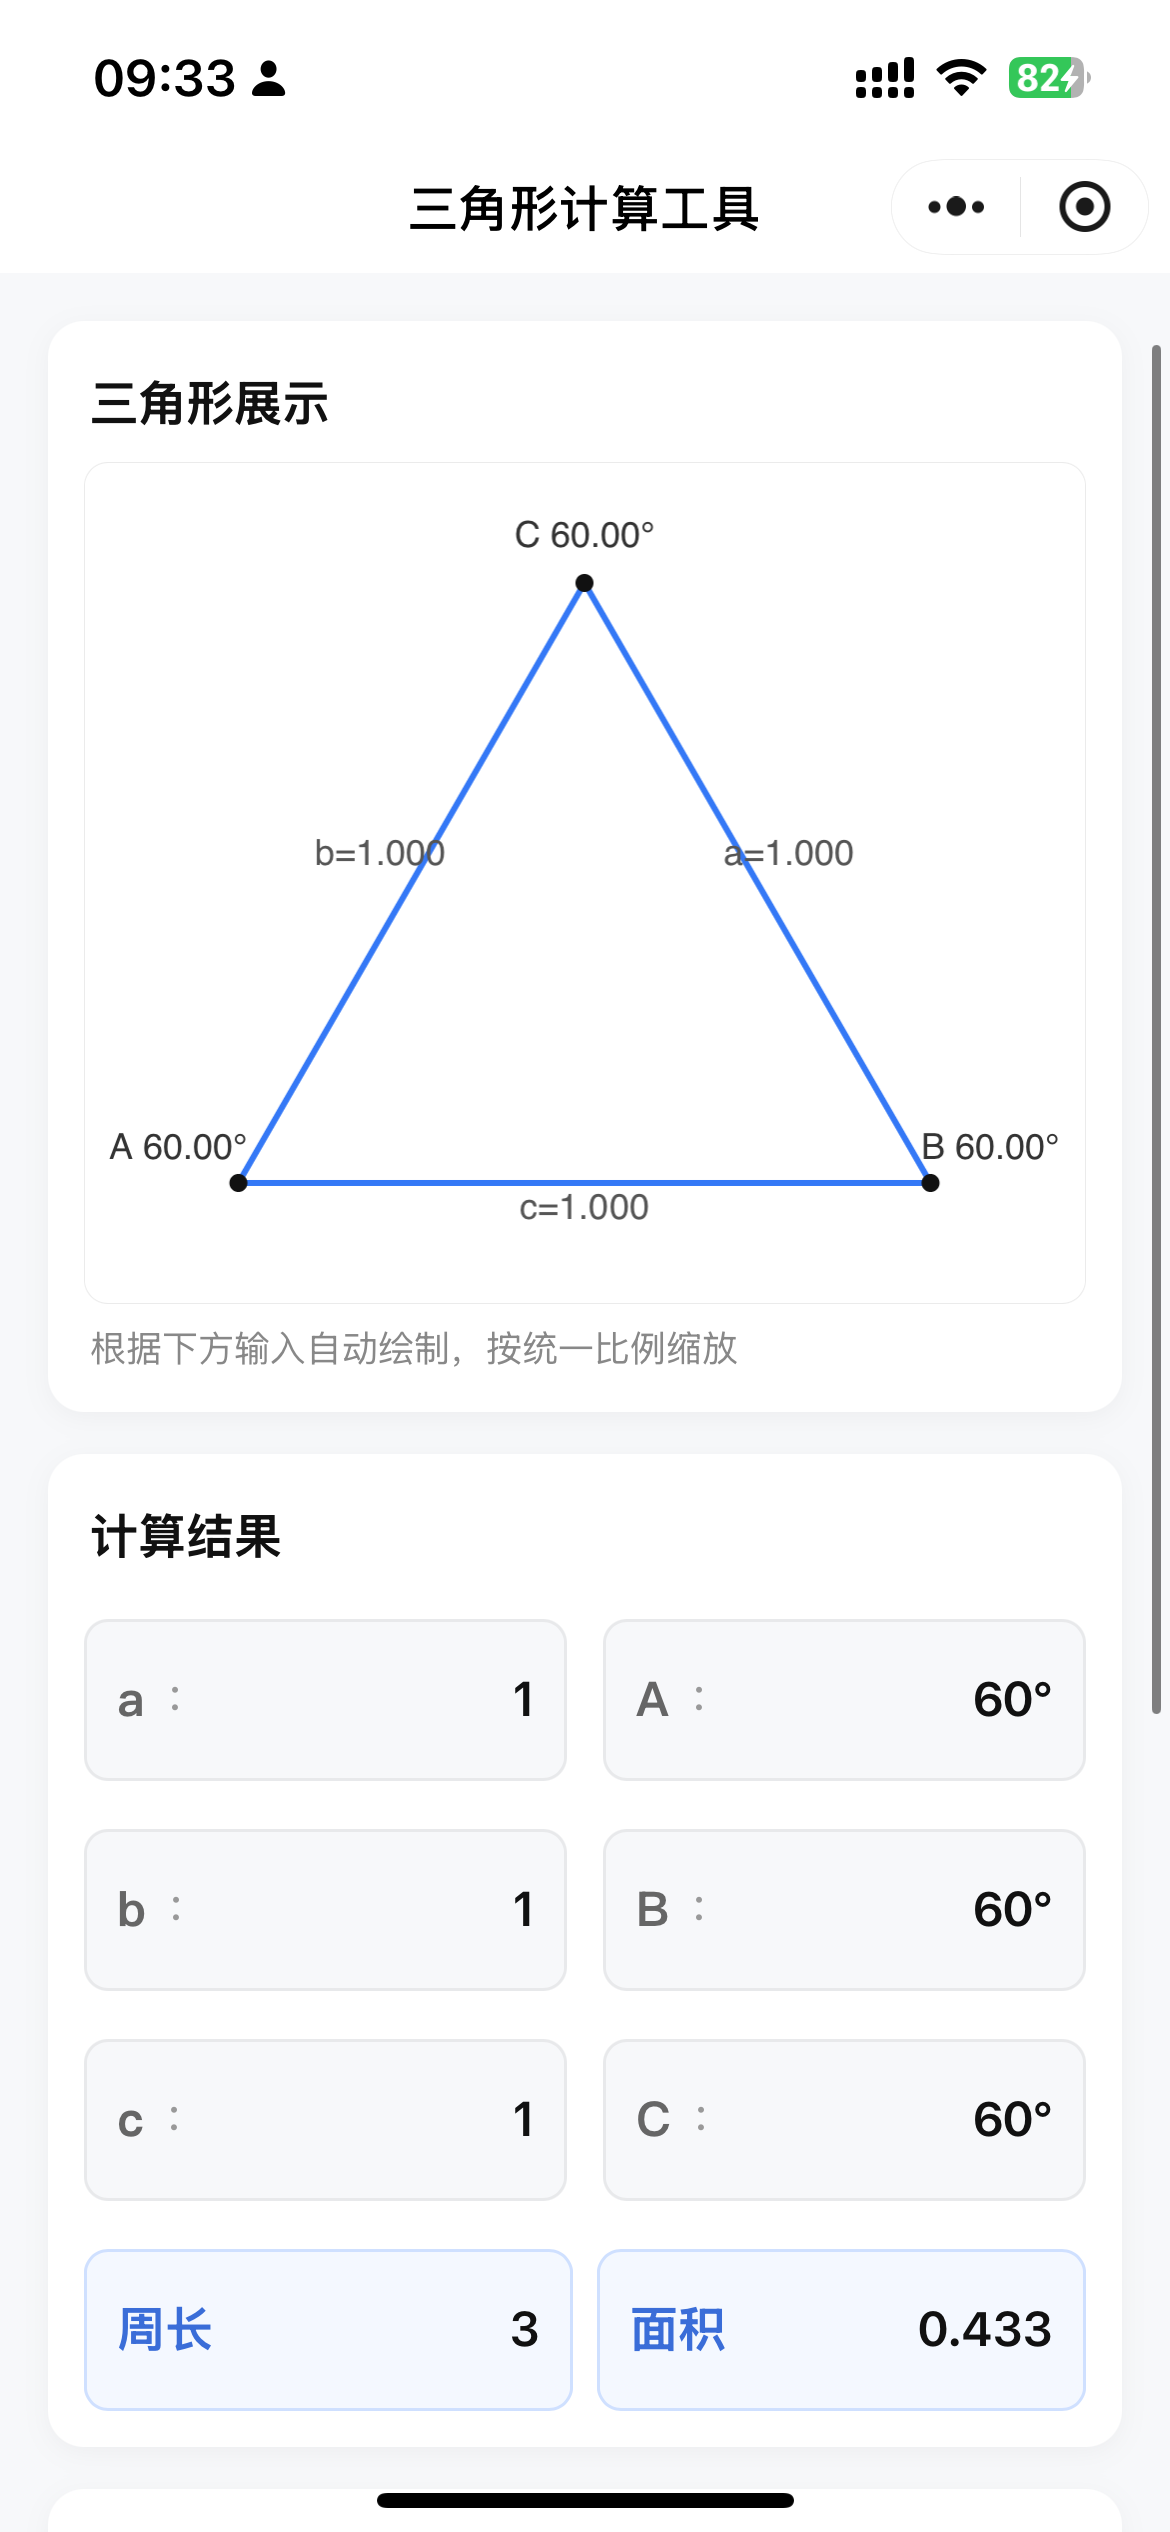 09:33
82
三角形计算工具
三角形展示
C 60.00°
b=1.000
a=1.000
A 60.00°
B 60.00°
c=1.000
根据下方输入自动绘制，按统一比例缩放
计算结果
a : 1
A : 60°
b : 1
B : 60°
c : 1
C : 60°
周长 3
面积 0.433